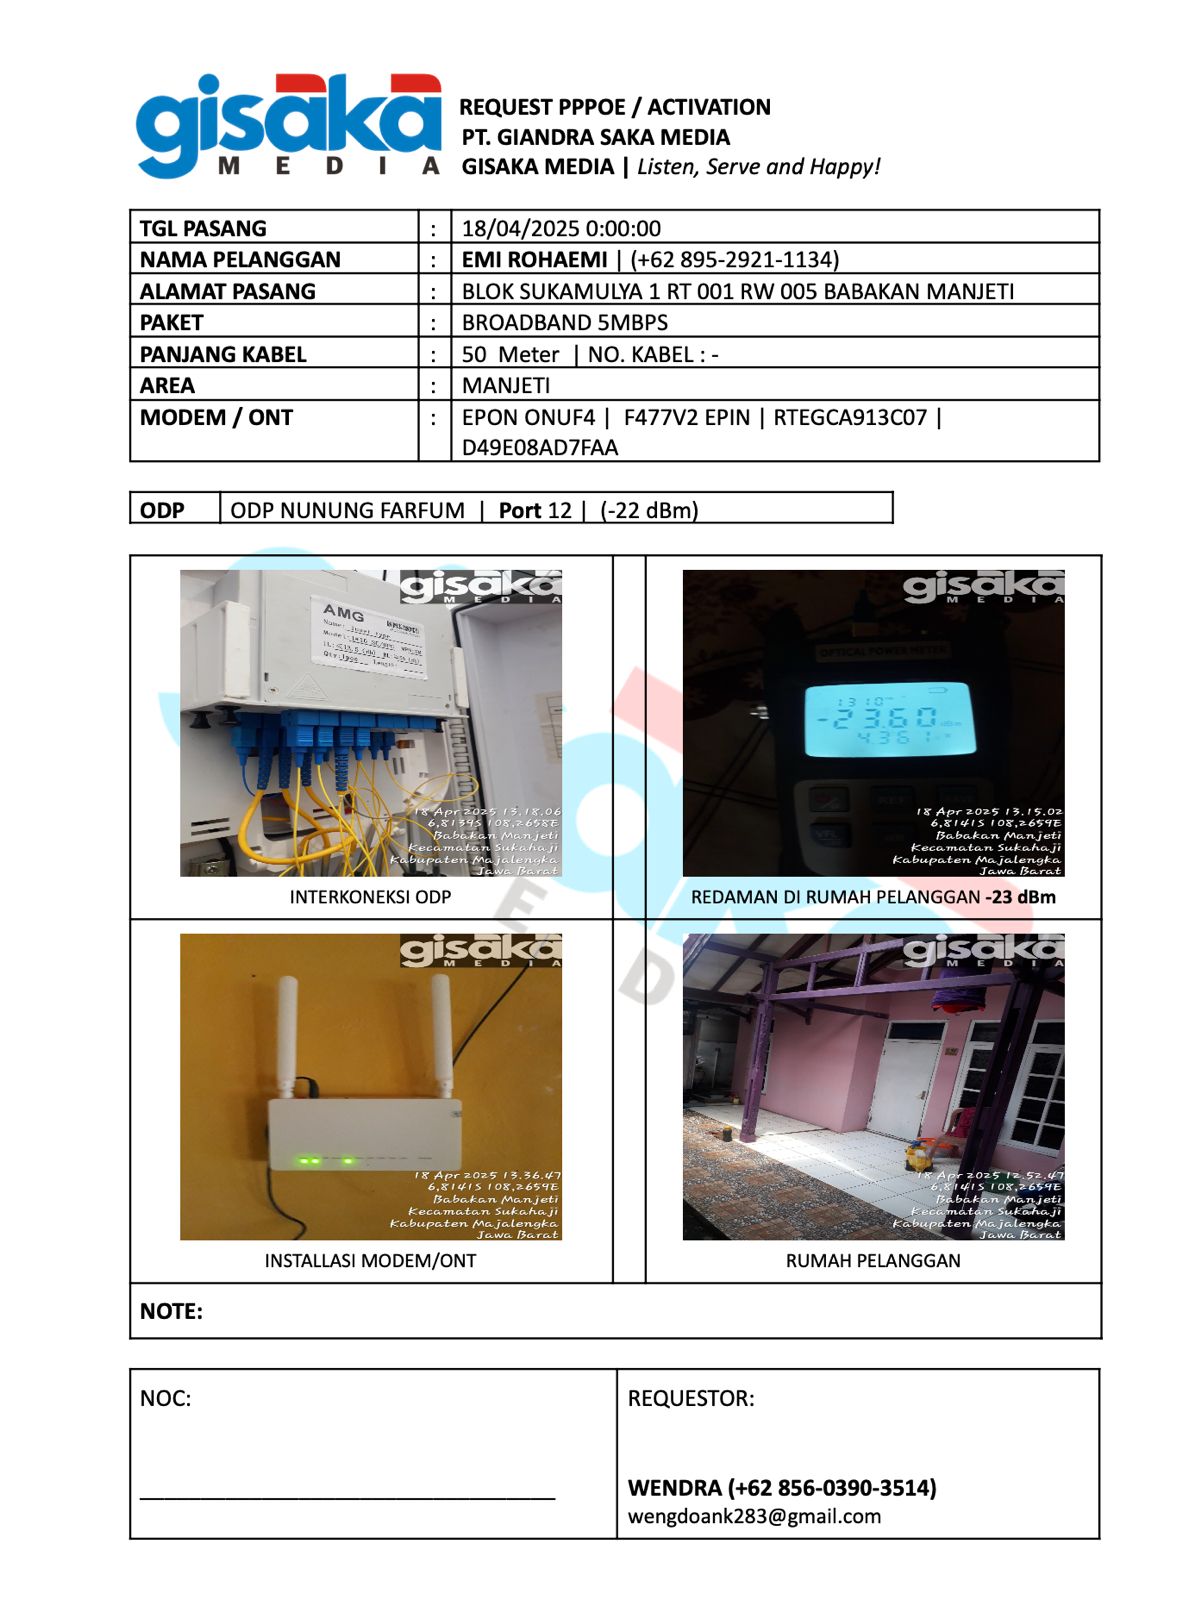 gisaka
MEDIA
REQUEST PPPOE / ACTIVATION
PT. GIANDRA SAKA MEDIA
GISAKA MEDIA | Listen, Serve and Happy!
TGL PASANG : 18/04/2025 0:00:00
NAMA PELANGGAN : EMI ROHAEMI | (+62 895-2921-1134)
ALAMAT PASANG : BLOK SUKAMULYA 1 RT 001 RW 005 BABAKAN MANJETI
PAKET : BROADBAND 5MBPS
PANJANG KABEL : 50 Meter | NO. KABEL : -
AREA : MANJETI
MODEM / ONT : EPON ONUF4 | F477V2 EPIN | RTEGCA913C07 |
D49E08AD7FAA
ODP ODP NUNUNG FARFUM | Port 12 | (-22 dBm)
gisaka
MEDIA
AMG
Name:
Model:
18 Apr 2025 13.18.06
6,8139S 108,2658E
Babakan Manjeti
Kecamatan Sukahaji
Kabupaten Majalengka
Jawa Barat
INTERKONEKSI ODP
gisaka
MEDIA
OPTICAL POWER METER
1310
-23.60 dBm
4.361
REF
VFL
18 Apr 2025 13.15.02
6,8141S 108,2659E
Babakan Manjeti
Kecamatan Sukahaji
Kabupaten Majalengka
Jawa Barat
REDAMAN DI RUMAH PELANGGAN -23 dBm
gisaka
MEDIA
18 Apr 2025 13.36.47
6,8141S 108,2659E
Babakan Manjeti
Kecamatan Sukahaji
Kabupaten Majalengka
Jawa Barat
INSTALLASI MODEM/ONT
gisaka
MEDIA
18 Apr 2025 12.52.47
6,8141S 108,2659E
Babakan Manjeti
Kecamatan Sukahaji
Kabupaten Majalengka
Jawa Barat
RUMAH PELANGGAN
NOTE:
NOC:
REQUESTOR:
WENDRA (+62 856-0390-3514)
wengdoank283@gmail.com